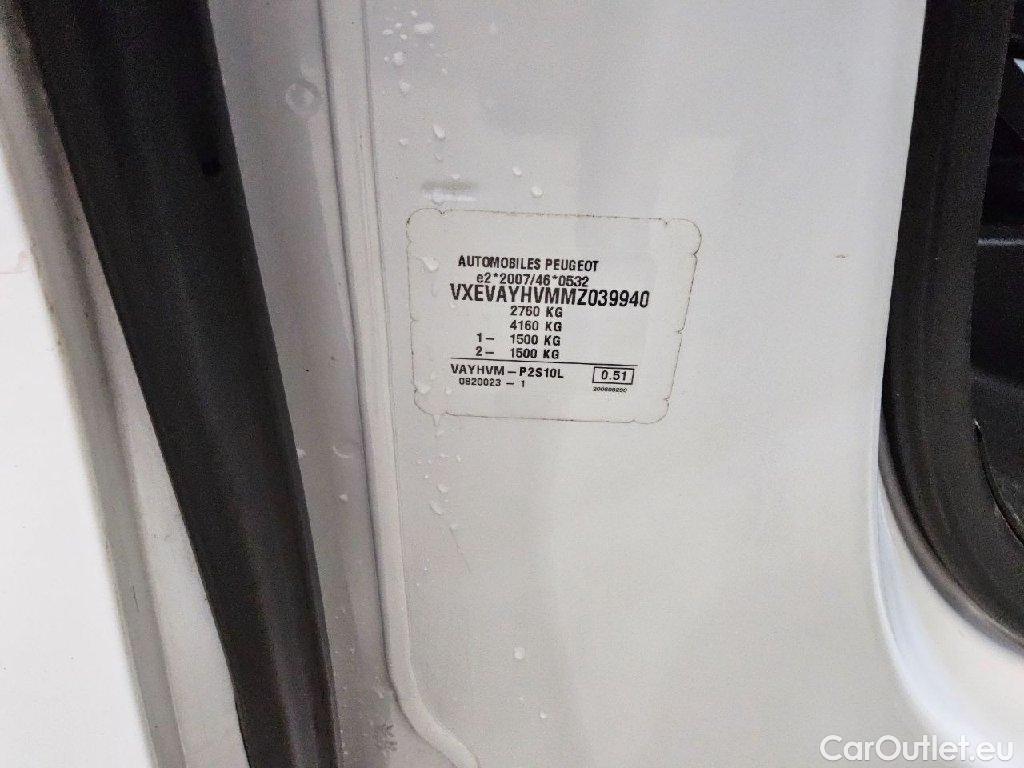 AUTOMOBILES PEUGEOT
e2*2007/46*0532
VXEVAYHVMMZ039940
2760 KG
4160 KG
1- 1500 KG
2- 1500 KG
VAYHVM-P2S10L 0.51
0820023-1
CarOutlet.eu